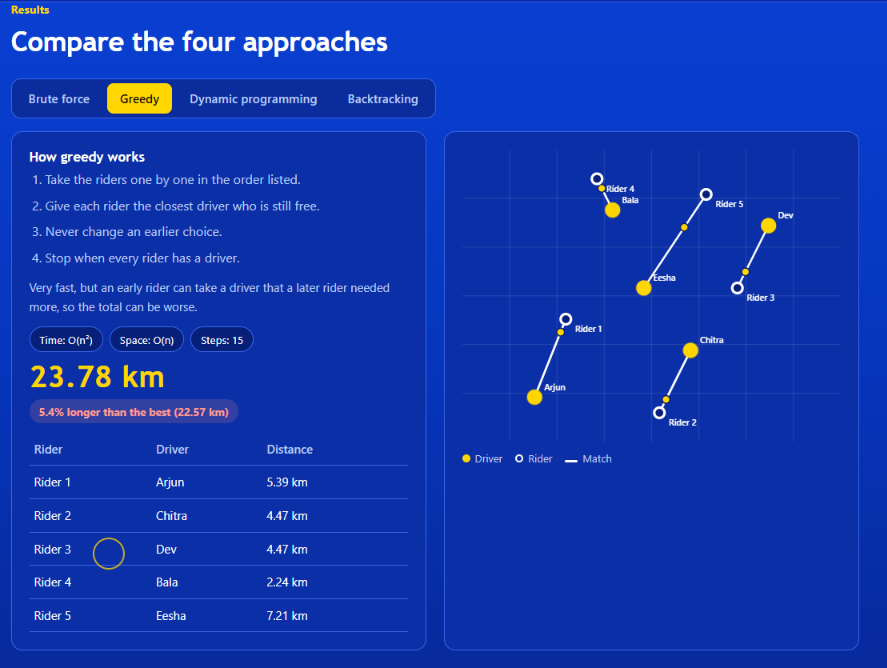 Results
Compare the four approaches
Brute force Greedy Dynamic programming Backtracking
How greedy works
1. Take the riders one by one in the order listed.
2. Give each rider the closest driver who is still free.
3. Never change an earlier choice.
4. Stop when every rider has a driver.
Very fast, but an early rider can take a driver that a later rider needed
more, so the total can be worse.
Time: O(n²) Space: O(n) Steps: 15
23.78 km
5.4% longer than the best (22.57 km)
Rider Driver Distance
Rider 1 Arjun 5.39 km
Rider 2 Chitra 4.47 km
Rider 3 Dev 4.47 km
Rider 4 Bala 2.24 km
Rider 5 Eesha 7.21 km
Rider 4
Bala
Rider 5
Dev
Eesha
Rider 3
Rider 1
Chitra
Arjun
Rider 2
Driver Rider Match